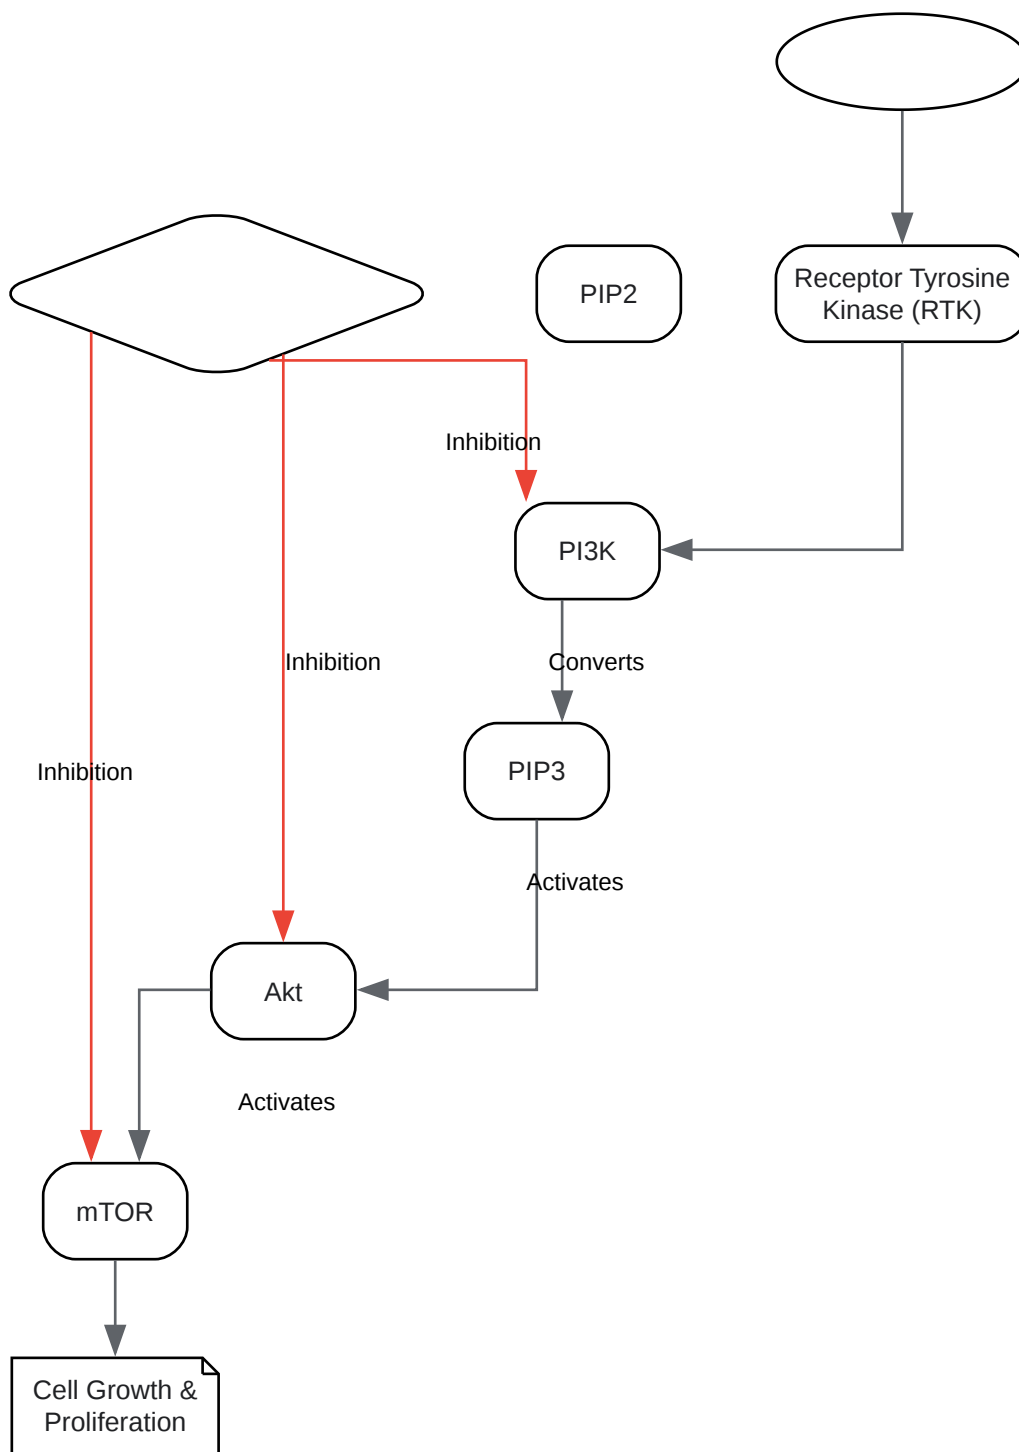 PIP2
Receptor Tyrosine
Kinase (RTK)
Inhibition
PI3K
Inhibition
Converts
Inhibition
PIP3
Activates
Akt
Activates
mTOR
Cell Growth &
Proliferation